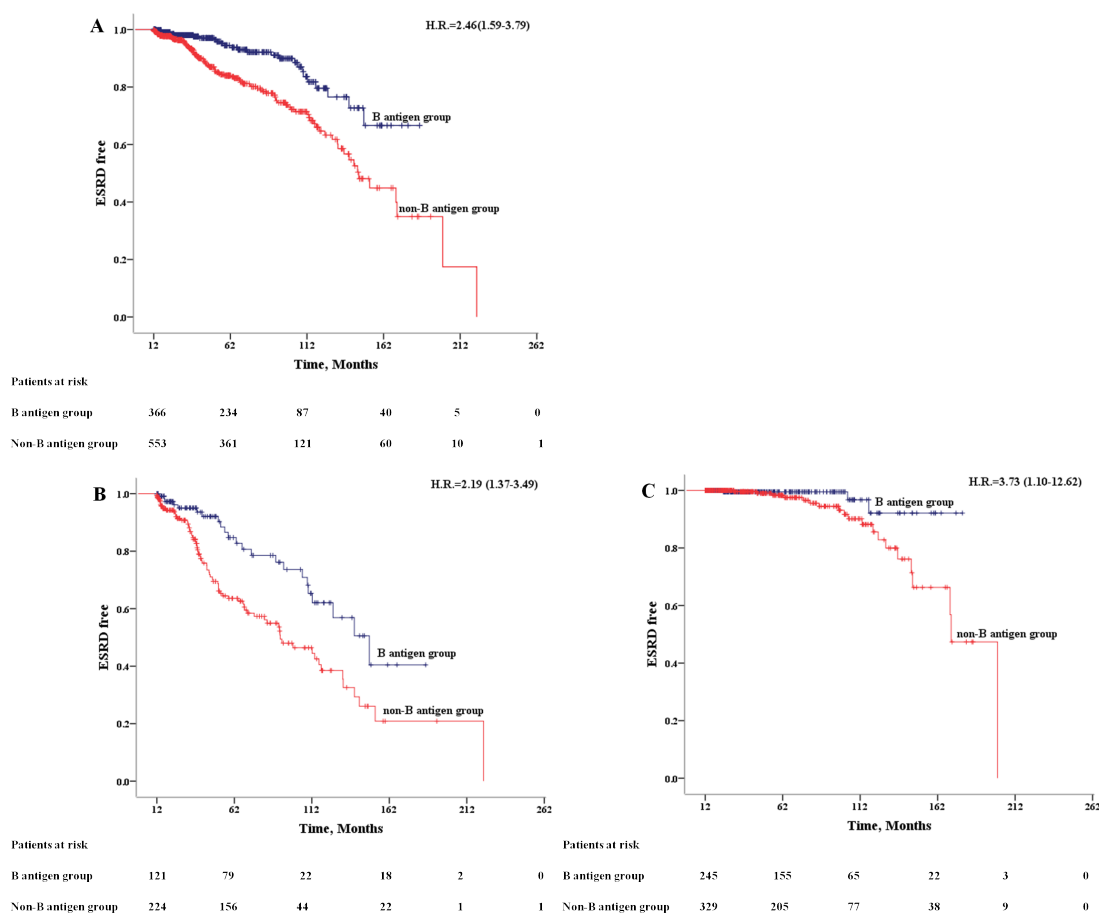 A
H.R.=2.46(1.59-3.79)
1.0
0.8
0.6
0.4
0.2
0.0
ESRD free
B antigen group
non-B antigen group
12 62 112 162 212 262
Time, Months
Patients at risk
B antigen group 366 234 87 40 5 0
Non-B antigen group 553 361 121 60 10 1
B
H.R.=2.19 (1.37-3.49)
1.0
0.8
0.6
0.4
0.2
0.0
ESRD free
B antigen group
non-B antigen group
12 62 112 162 212 262
Time, Months
Patients at risk
B antigen group 121 79 22 18 2 0
Non-B antigen group 224 156 44 22 1 1
C
H.R.=3.73 (1.10-12.62)
1.0
0.8
0.6
0.4
0.2
0.0
ESRD free
B antigen group
non-B antigen group
12 62 112 162 212 262
Time, Months
Patients at risk
B antigen group 245 155 65 22 3 0
Non-B antigen group 329 205 77 38 9 0